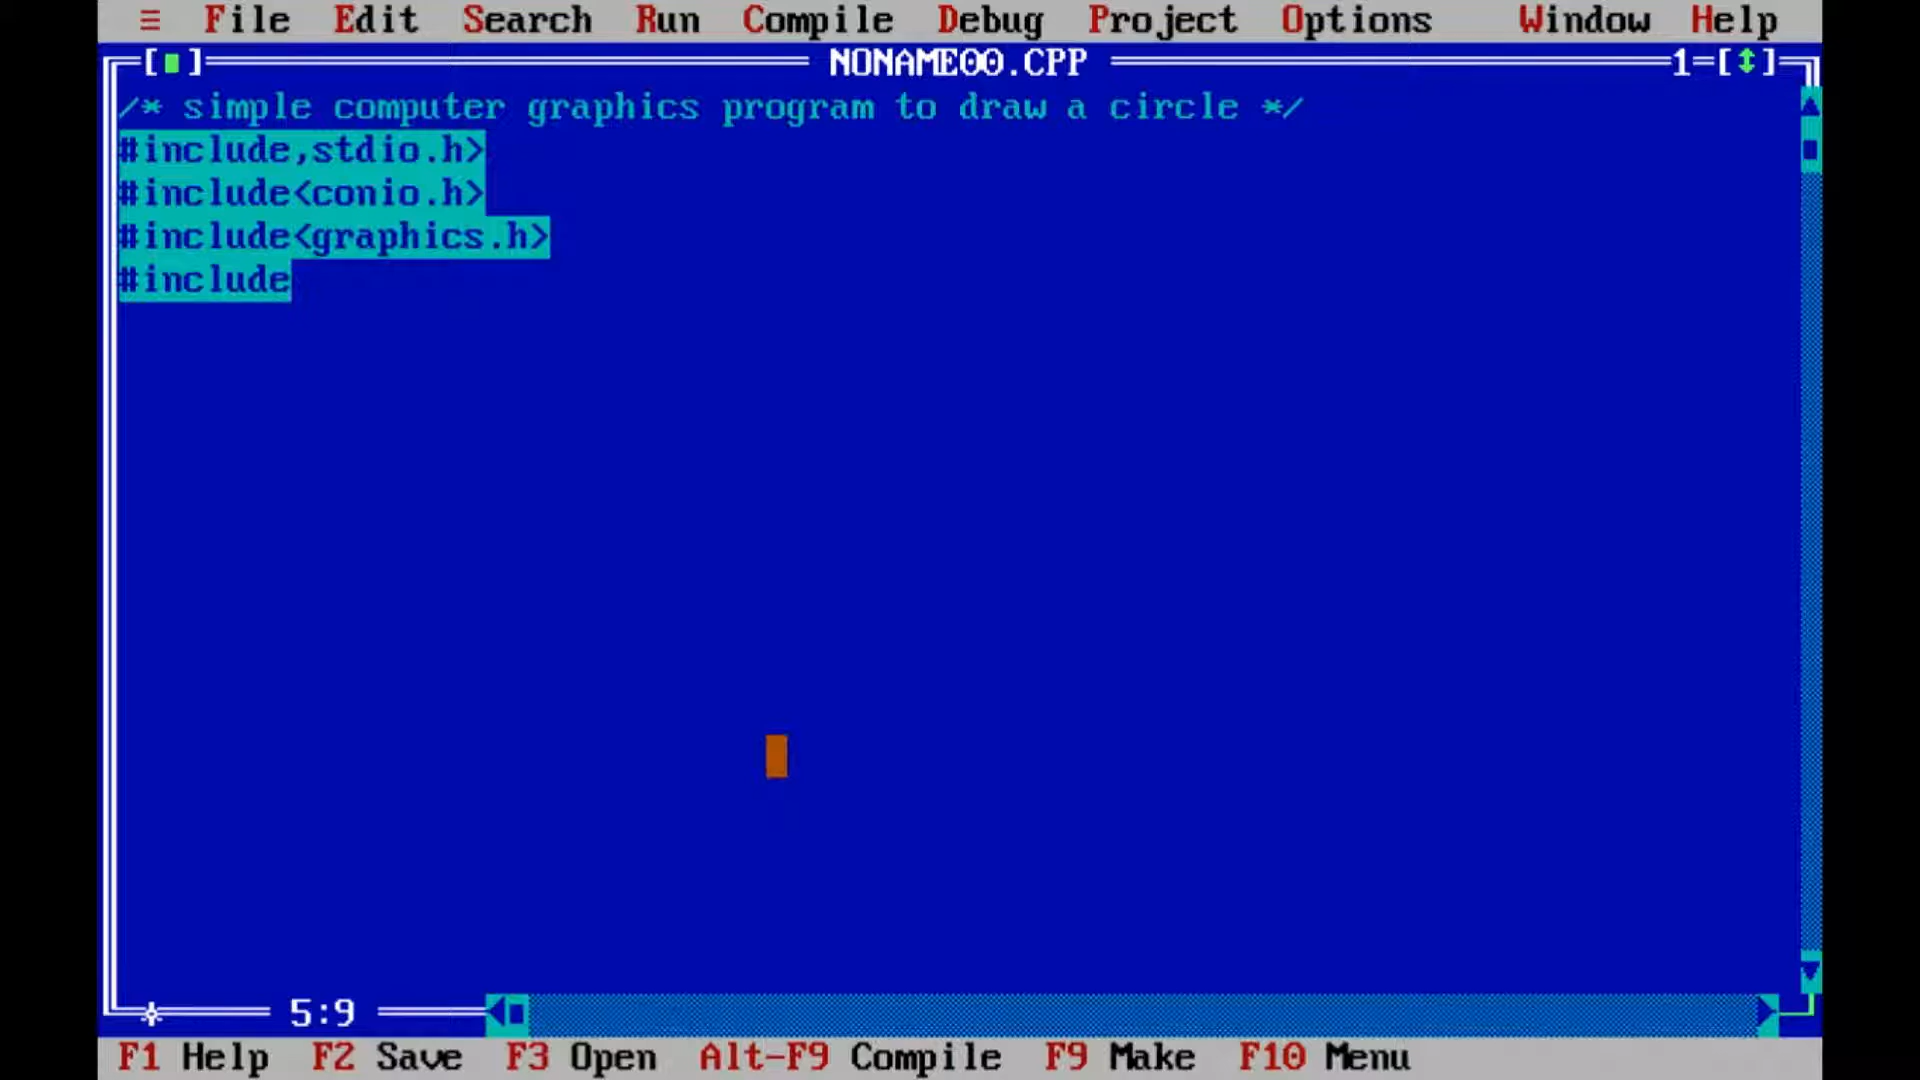 ≡ File Edit Search Run Compile Debug Project Options Window Help
[■] NONAME00.CPP 1=[↕]
/* simple computer graphics program to draw a circle */
#include,stdio.h>
#include<conio.h>
#include<graphics.h>
#include
5:9
F1 Help F2 Save F3 Open Alt-F9 Compile F9 Make F10 Menu